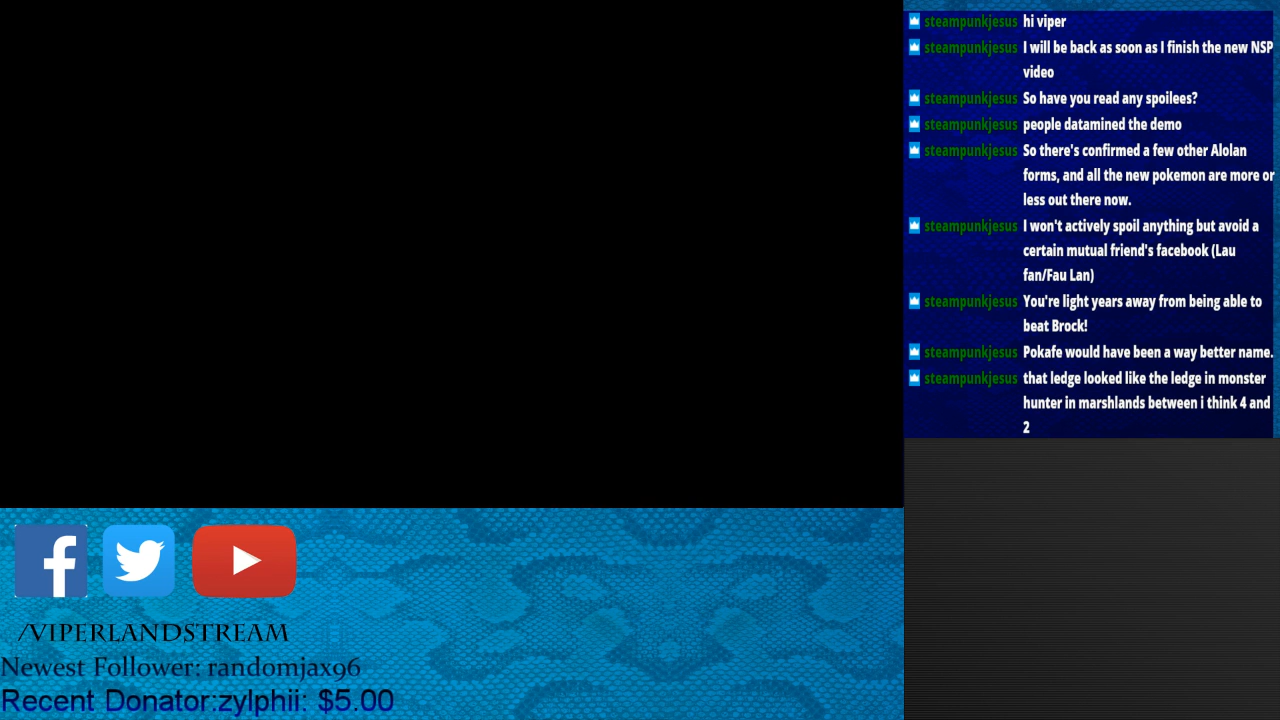 steampunkjesus hi viper
steampunkjesus I will be back as soon as I finish the new NSP
video
steampunkjesus So have you read any spoilees?
steampunkjesus people datamined the demo
steampunkjesus So there's confirmed a few other Alolan
forms, and all the new pokemon are more or
less out there now.
steampunkjesus I won't actively spoil anything but avoid a
certain mutual friend's facebook (Lau
fan/Fau Lan)
steampunkjesus You're light years away from being able to
beat Brock!
steampunkjesus Pokafe would have been a way better name.
steampunkjesus that ledge looked like the ledge in monster
hunter in marshlands between i think 4 and
2
/VIPERLANDSTREAM
Newest Follower: randomjax96
Recent Donator:zylphii: $5.00